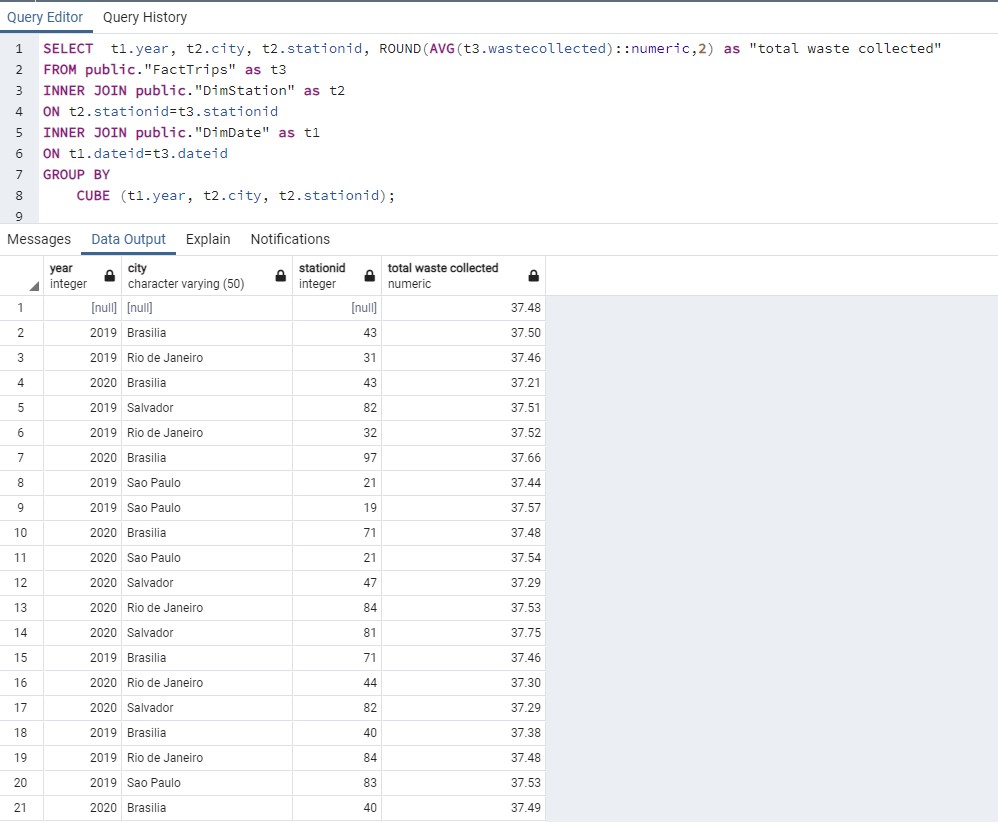 Query Editor Query History
1 SELECT  t1.year, t2.city, t2.stationid, ROUND(AVG(t3.wastecollected)::numeric,2) as "total waste collected"
2 FROM public."FactTrips" as t3
3 INNER JOIN public."DimStation" as t2
4 ON t2.stationid=t3.stationid
5 INNER JOIN public."DimDate" as t1
6 ON t1.dateid=t3.dateid
7 GROUP BY
8     CUBE (t1.year, t2.city, t2.stationid);
9
Messages Data Output Explain Notifications
year city stationid total waste collected
integer character varying (50) integer numeric
1 [null] [null] [null] 37.48
2 2019 Brasilia 43 37.50
3 2019 Rio de Janeiro 31 37.46
4 2020 Brasilia 43 37.21
5 2019 Salvador 82 37.51
6 2019 Rio de Janeiro 32 37.52
7 2020 Brasilia 97 37.66
8 2019 Sao Paulo 21 37.44
9 2019 Sao Paulo 19 37.57
10 2020 Brasilia 71 37.48
11 2020 Sao Paulo 21 37.54
12 2020 Salvador 47 37.29
13 2020 Rio de Janeiro 84 37.53
14 2020 Salvador 81 37.75
15 2019 Brasilia 71 37.46
16 2020 Rio de Janeiro 44 37.30
17 2020 Salvador 82 37.29
18 2019 Brasilia 40 37.38
19 2019 Rio de Janeiro 84 37.48
20 2019 Sao Paulo 83 37.53
21 2020 Brasilia 40 37.49